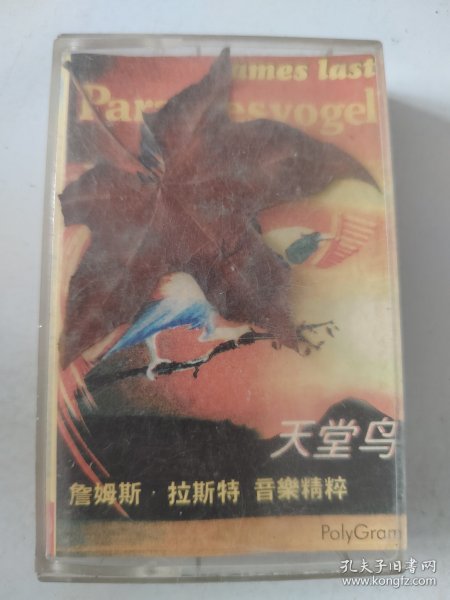 ames last
Par esvogel
天堂鸟
詹姆斯·拉斯特 音樂精粹
PolyGram
孔夫子旧书网
www.kongfz.com